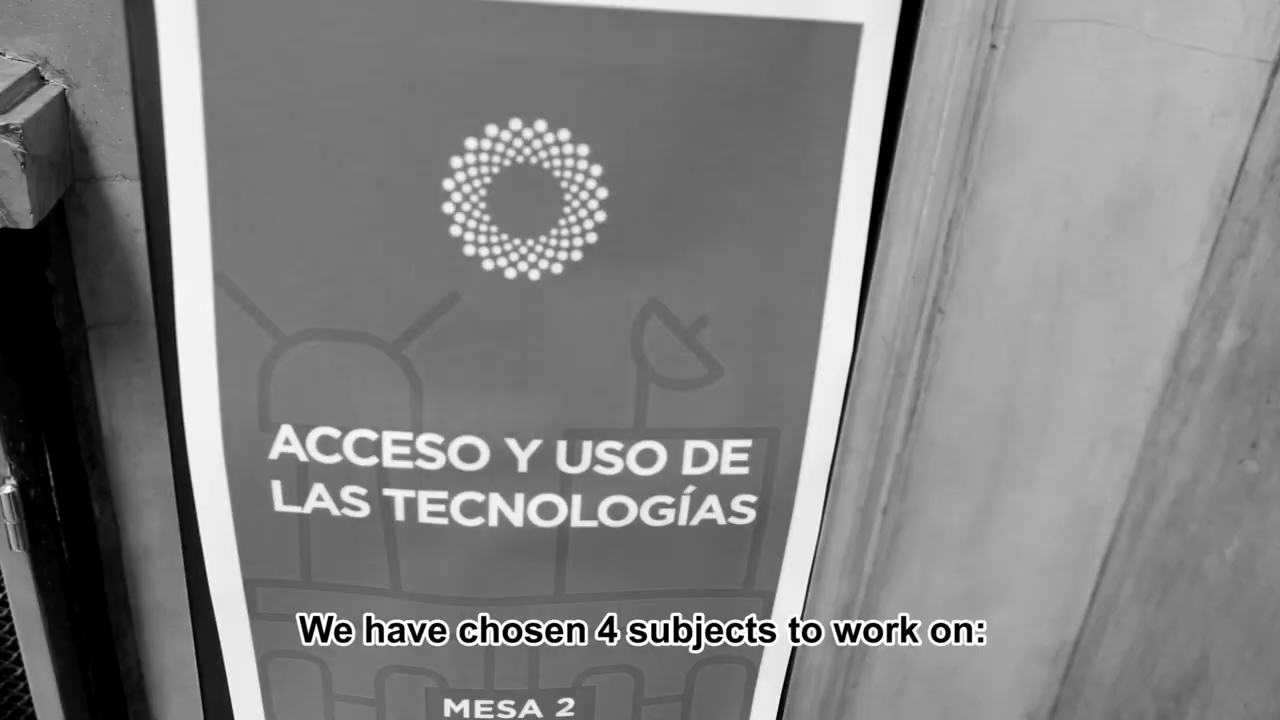 ACCESO Y USO DE
LAS TECNOLOGÍAS
We have chosen 4 subjects to work on:
MESA 2